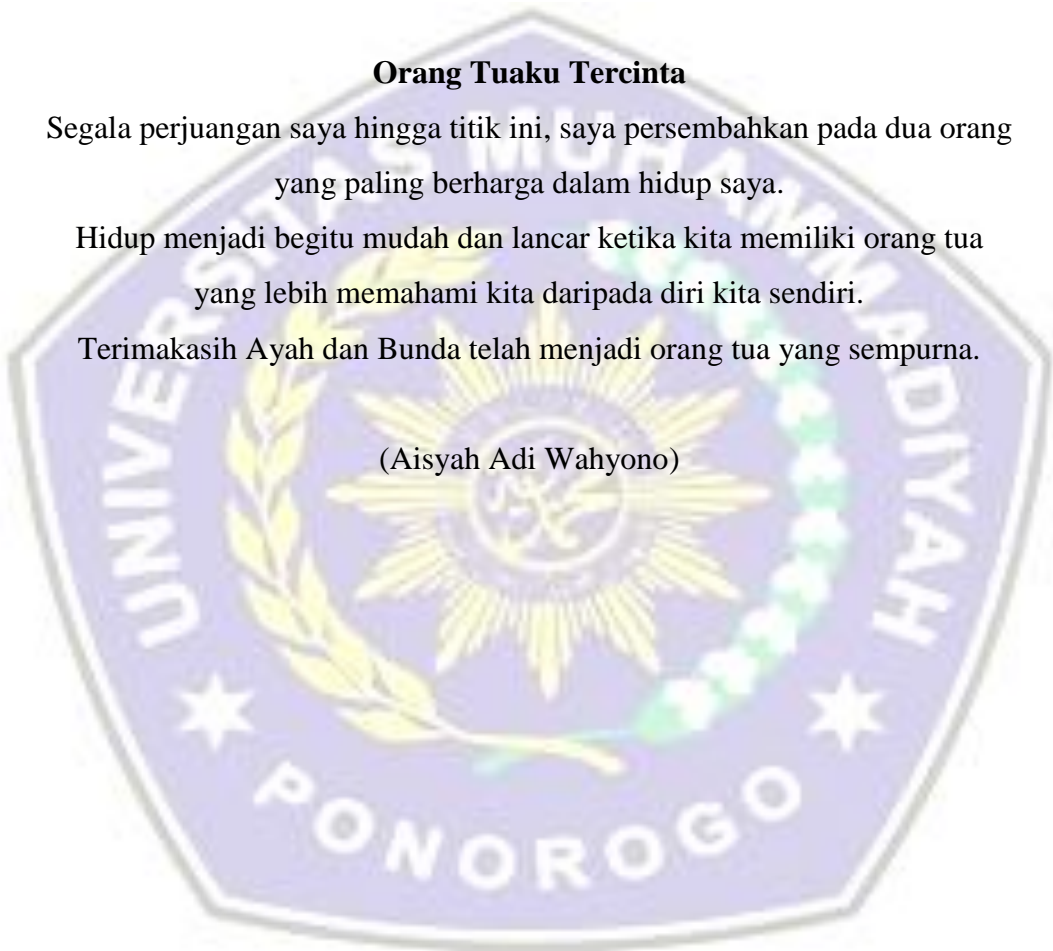 Orang Tuaku Tercinta
Segala perjuangan saya hingga titik ini, saya persembahkan pada dua orang
yang paling berharga dalam hidup saya.
Hidup menjadi begitu mudah dan lancar ketika kita memiliki orang tua
yang lebih memahami kita daripada diri kita sendiri.
Terimakasih Ayah dan Bunda telah menjadi orang tua yang sempurna.
(Aisyah Adi Wahyono)
UNIVERSITAS MUHAMMADIYAH
PONOROGO